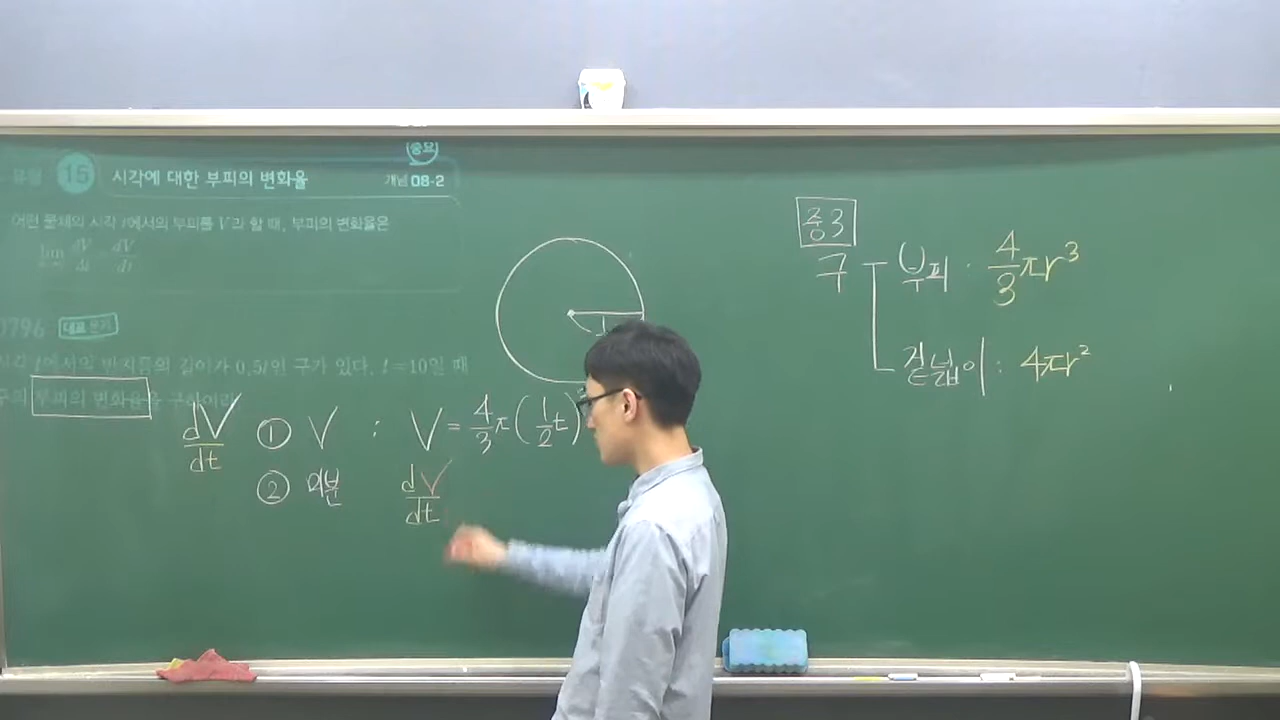 유형 15 시각에 대한 부피의 변화율
중요
개념 08-2
어떤 물체의 시각 t에서의 부피를 V라 할 때, 부피의 변화율은
lim ΔV/Δt = dV/dt
0796 대표 문제
시각 t에서의 반지름의 길이가 0.5t인 구가 있다. t=10일 때
구의 부피의 변화율을 구하여라.
dV/dt ① V : V = 4/3 π(1/2 t)
② 미분 dV/dt
중3
구 부피 · 4/3 πr³
겉넓이 : 4πr²